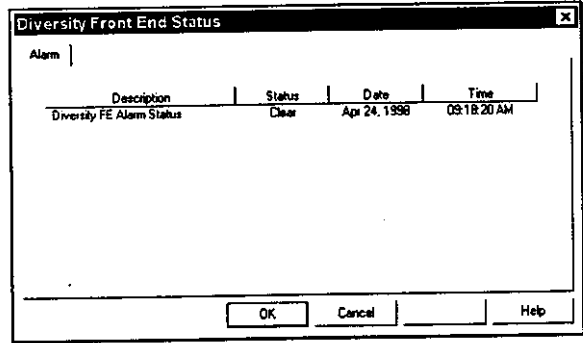 Diversity Front End Status
Alarm
Description Status Date Time
Diversity FE Alarm Status Clear Apr 24, 1998 09:18:20 AM
OK Cancel Help